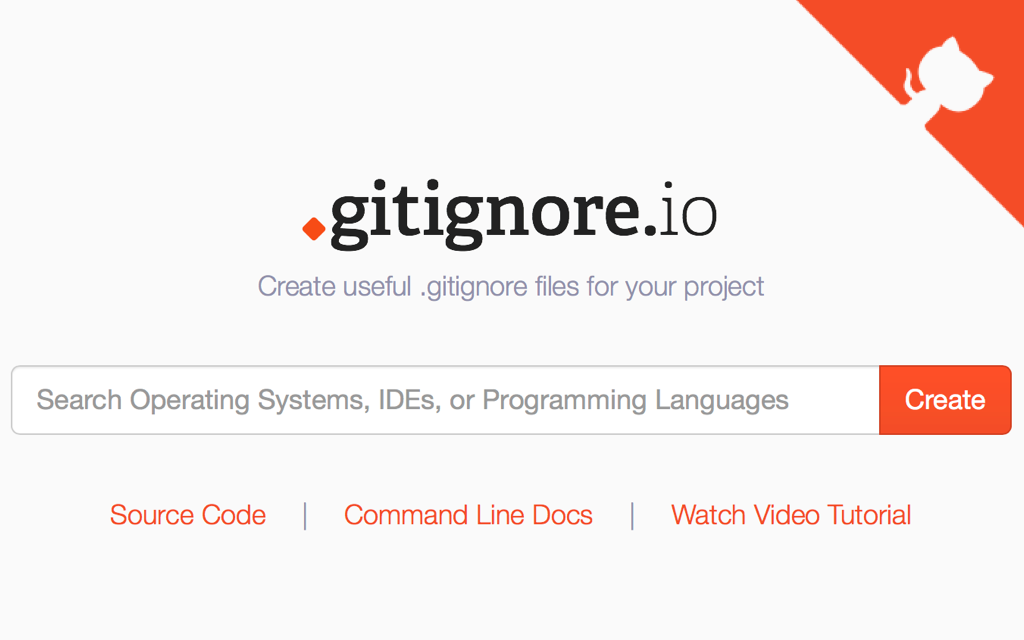 .gitignore.io
Create useful .gitignore files for your project
Search Operating Systems, IDEs, or Programming Languages
Create
Source Code | Command Line Docs | Watch Video Tutorial